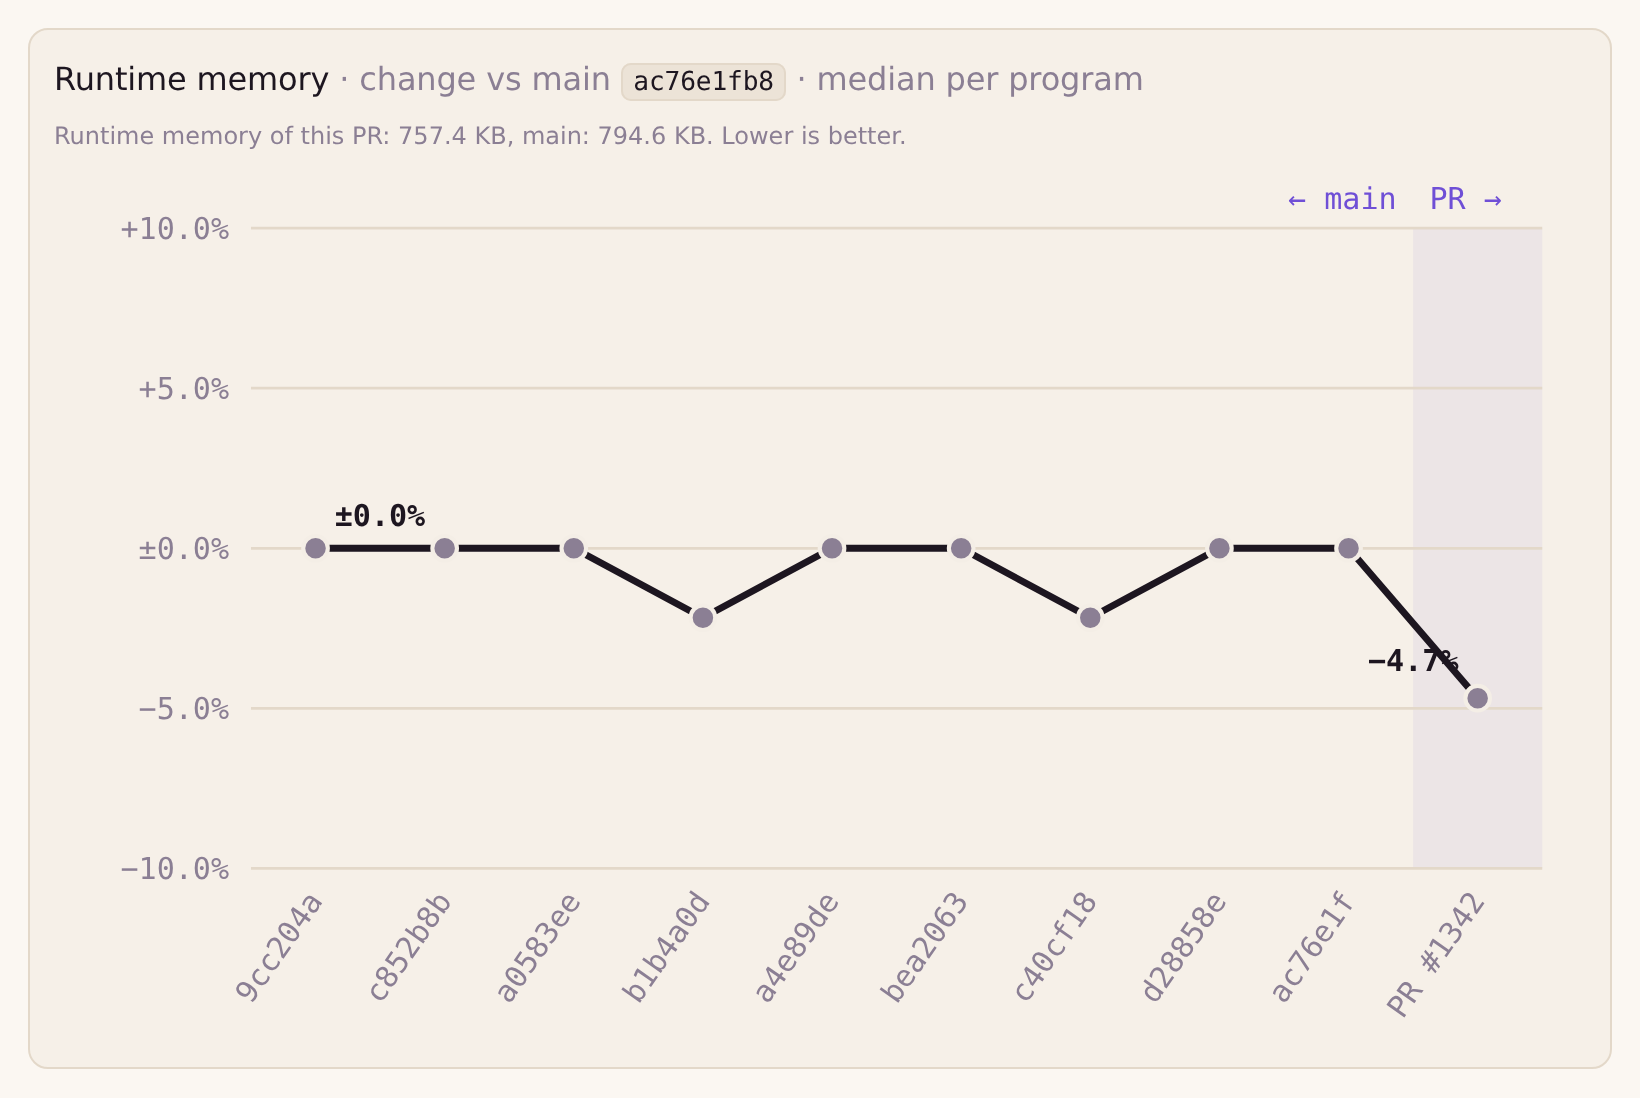 Runtime memory · change vs main ac76e1fb8 · median per program
Runtime memory of this PR: 757.4 KB, main: 794.6 KB. Lower is better.
← main PR →
+10.0%
+5.0%
±0.0%
±0.0%
−4.7%
−5.0%
−10.0%
9cc204a
c852b8b
a0583ee
b1b4a0d
a4e89de
bea2063
c40cf18
d28858e
ac76e1f
PR #1342